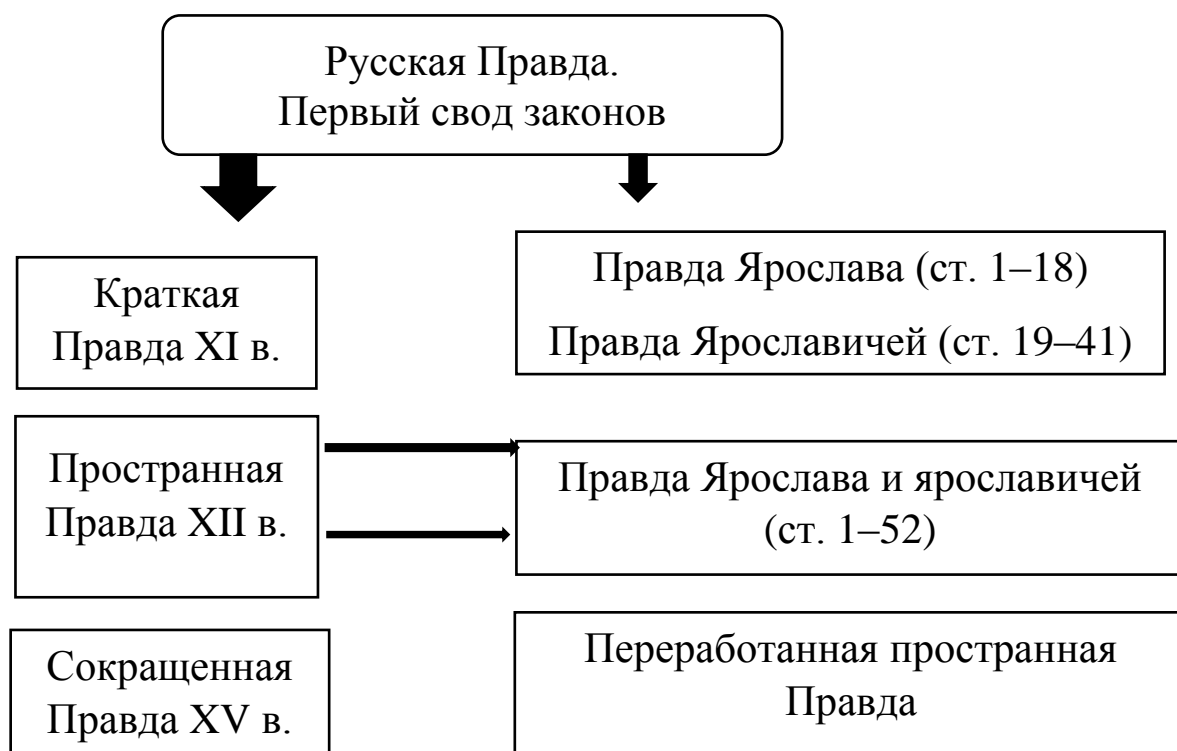 Русская Правда.
Первый свод законов
Краткая
Правда XI в.
Правда Ярослава (ст. 1–18)
Правда Ярославичей (ст. 19–41)
Пространная
Правда XII в.
Правда Ярослава и ярославичей
(ст. 1–52)
Сокращенная
Правда XV в.
Переработанная пространная
Правда